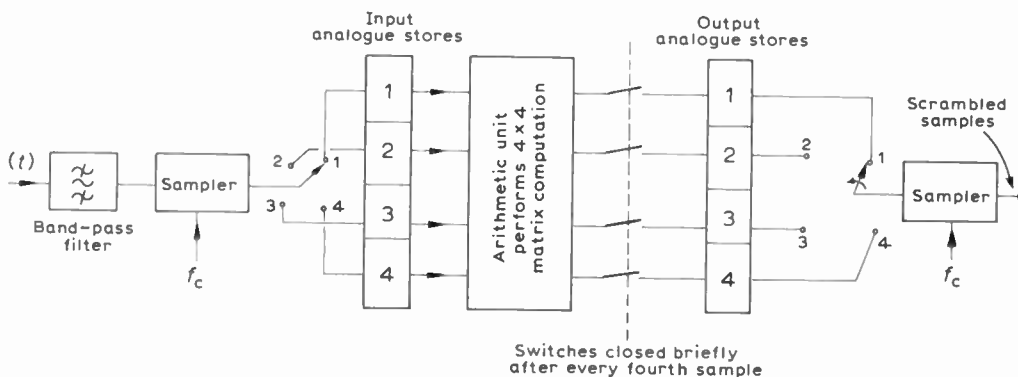 Input
analogue stores
Output
analogue stores
(t)
Band-pass
filter
Sampler
f_c
2
1
3
4
1
2
3
4
Arithmetic unit
performs 4 x 4
matrix computation
Switches closed briefly
after every fourth sample
1
2
3
4
2
1
3
4
Scrambled
samples
Sampler
f_c